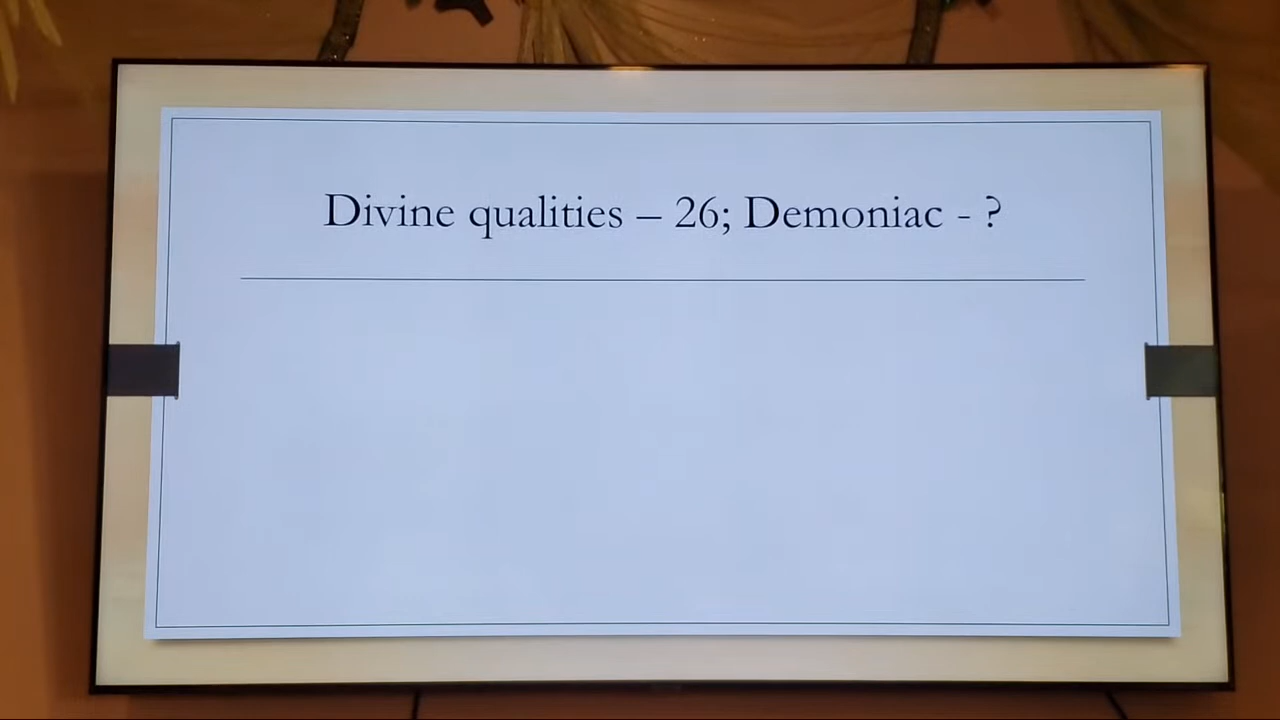 Divine qualities – 26; Demoniac - ?